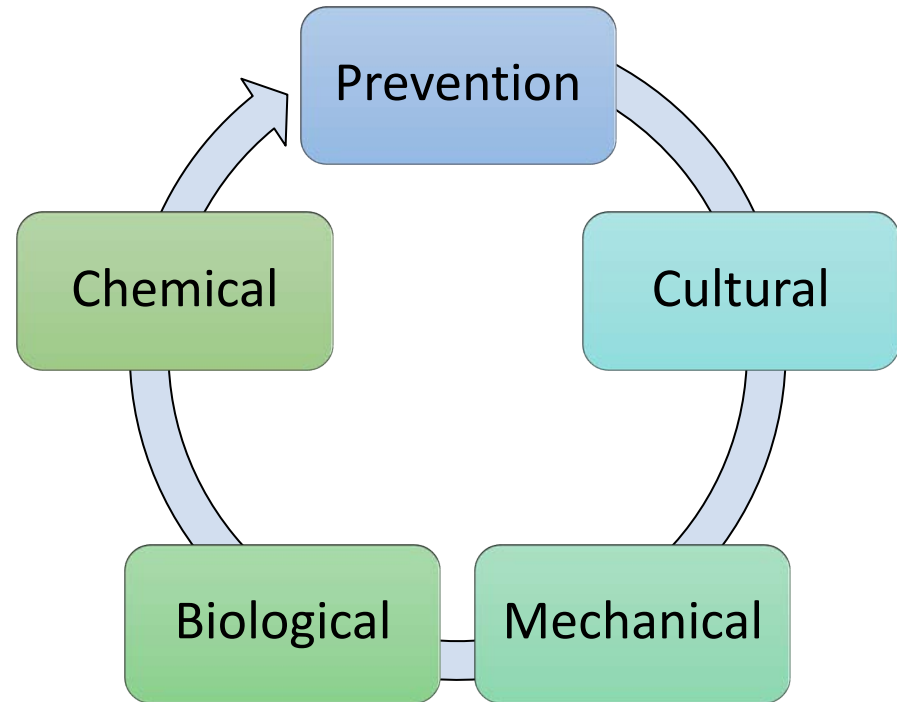 Prevention
Cultural
Mechanical
Biological
Chemical